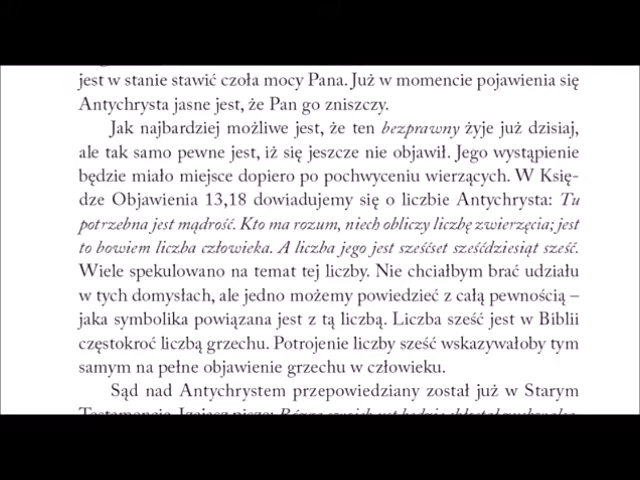 jest w stanie stawić czoła mocy Pana. Już w momencie pojawienia się
Antychrysta jasne jest, że Pan go zniszczy.
Jak najbardziej możliwe jest, że ten bezprawny żyje już dzisiaj,
ale tak samo pewne jest, iż się jeszcze nie objawił. Jego wystąpienie
będzie miało miejsce dopiero po pochwyceniu wierzących. W Księ-
dze Objawienia 13,18 dowiadujemy się o liczbie Antychrysta: Tu
potrzebna jest mądrość. Kto ma rozum, niech obliczy liczbę zwierzęcia; jest
to bowiem liczba człowieka. A liczba jego jest sześćset sześćdziesiąt sześć.
Wiele spekulowano na temat tej liczby. Nie chciałbym brać udziału
w tych domysłach, ale jedno możemy powiedzieć z całą pewnością –
jaka symbolika powiązana jest z tą liczbą. Liczba sześć jest w Biblii
częstokroć liczbą grzechu. Potrojenie liczby sześć wskazywałoby tym
samym na pełne objawienie grzechu w człowieku.
Sąd nad Antychrystem przepowiedziany został już w Starym
Testamencie. Izajasz pisze: